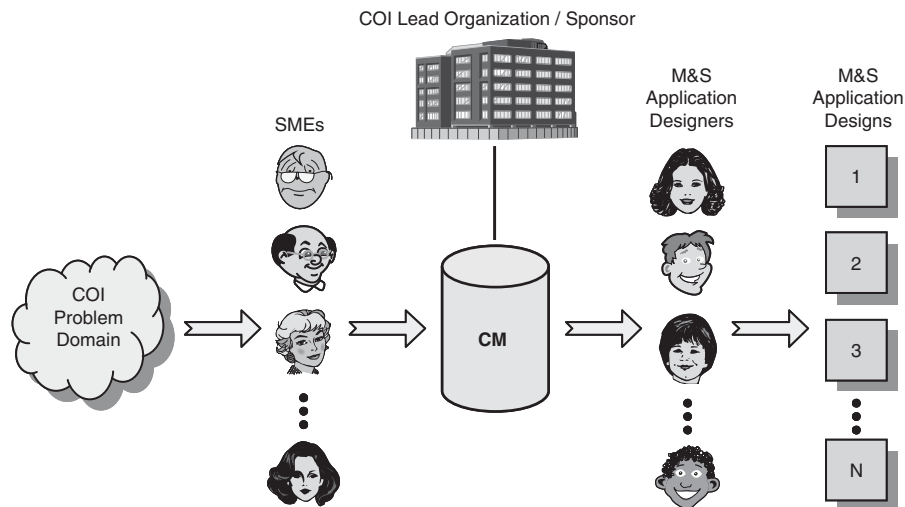 COI Lead Organization / Sponsor
SMEs
M&S
Application
Designers
M&S
Application
Designs
COI
Problem
Domain
CM
1
2
3
N